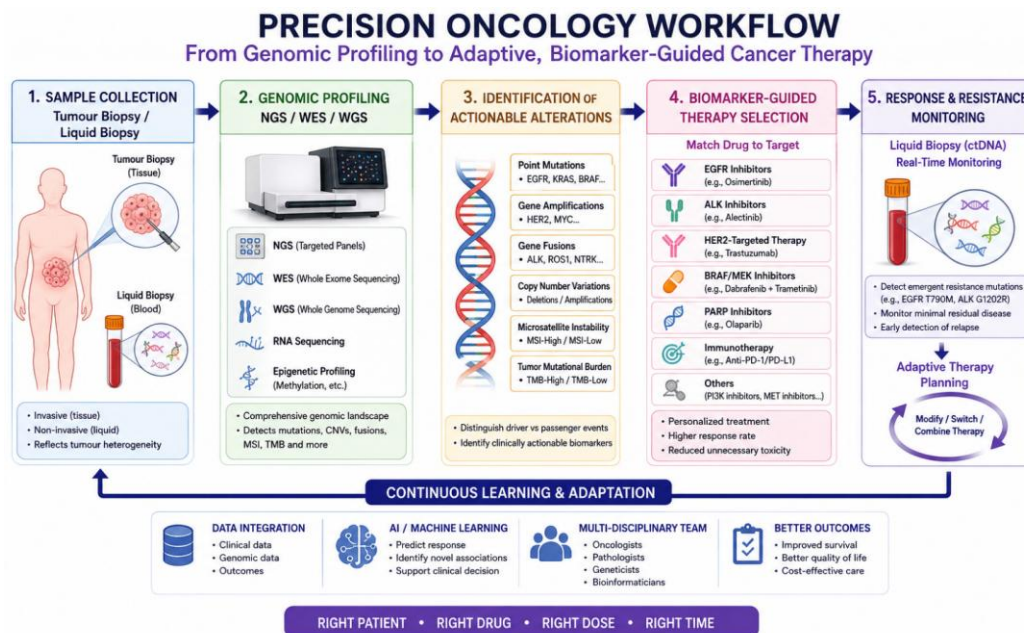 PRECISION ONCOLOGY WORKFLOW
From Genomic Profiling to Adaptive, Biomarker-Guided Cancer Therapy
1. SAMPLE COLLECTION
Tumour Biopsy /
Liquid Biopsy
Tumour Biopsy
(Tissue)
Liquid Biopsy
(Blood)
• Invasive (tissue)
• Non-invasive (liquid)
• Reflects tumour heterogeneity
2. GENOMIC PROFILING
NGS / WES / WGS
NGS (Targeted Panels)
WES (Whole Exome Sequencing)
WGS (Whole Genome Sequencing)
RNA Sequencing
Epigenetic Profiling
(Methylation, etc.)
• Comprehensive genomic landscape
• Detects mutations, CNVs, fusions,
MSI, TMB and more
3. IDENTIFICATION OF
ACTIONABLE ALTERATIONS
Point Mutations
• EGFR, KRAS, BRAF...
Gene Amplifications
• HER2, MYC...
Gene Fusions
• ALK, ROS1, NTRK...
Copy Number Variations
• Deletions / Amplifications
Microsatellite Instability
• MSI-High / MSI-Low
Tumor Mutational Burden
• TMB-High / TMB-Low
• Distinguish driver vs passenger events
• Identify clinically actionable biomarkers
4. BIOMARKER-GUIDED
THERAPY SELECTION
Match Drug to Target
EGFR Inhibitors
(e.g., Osimertinib)
ALK Inhibitors
(e.g., Alectinib)
HER2-Targeted Therapy
(e.g., Trastuzumab)
BRAF/MEK Inhibitors
(e.g., Dabrafenib + Trametinib)
PARP Inhibitors
(e.g., Olaparib)
Immunotherapy
(e.g., Anti-PD-1/PD-L1)
Others
(PI3K inhibitors, MET inhibitors...)
• Personalized treatment
• Higher response rate
• Reduced unnecessary toxicity
5. RESPONSE & RESISTANCE
MONITORING
Liquid Biopsy (ctDNA)
Real-Time Monitoring
• Detect emergent resistance mutations
(e.g., EGFR T790M, ALK G1202R)
• Monitor minimal residual disease
• Early detection of relapse
Adaptive Therapy
Planning
Modify / Switch /
Combine Therapy
CONTINUOUS LEARNING & ADAPTATION
DATA INTEGRATION
• Clinical data
• Genomic data
• Outcomes
AI / MACHINE LEARNING
• Predict response
• Identify novel associations
• Support clinical decision
MULTI-DISCIPLINARY TEAM
• Oncologists
• Pathologists
• Geneticists
• Bioinformaticians
BETTER OUTCOMES
• Improved survival
• Better quality of life
• Cost-effective care
RIGHT PATIENT • RIGHT DRUG • RIGHT DOSE • RIGHT TIME